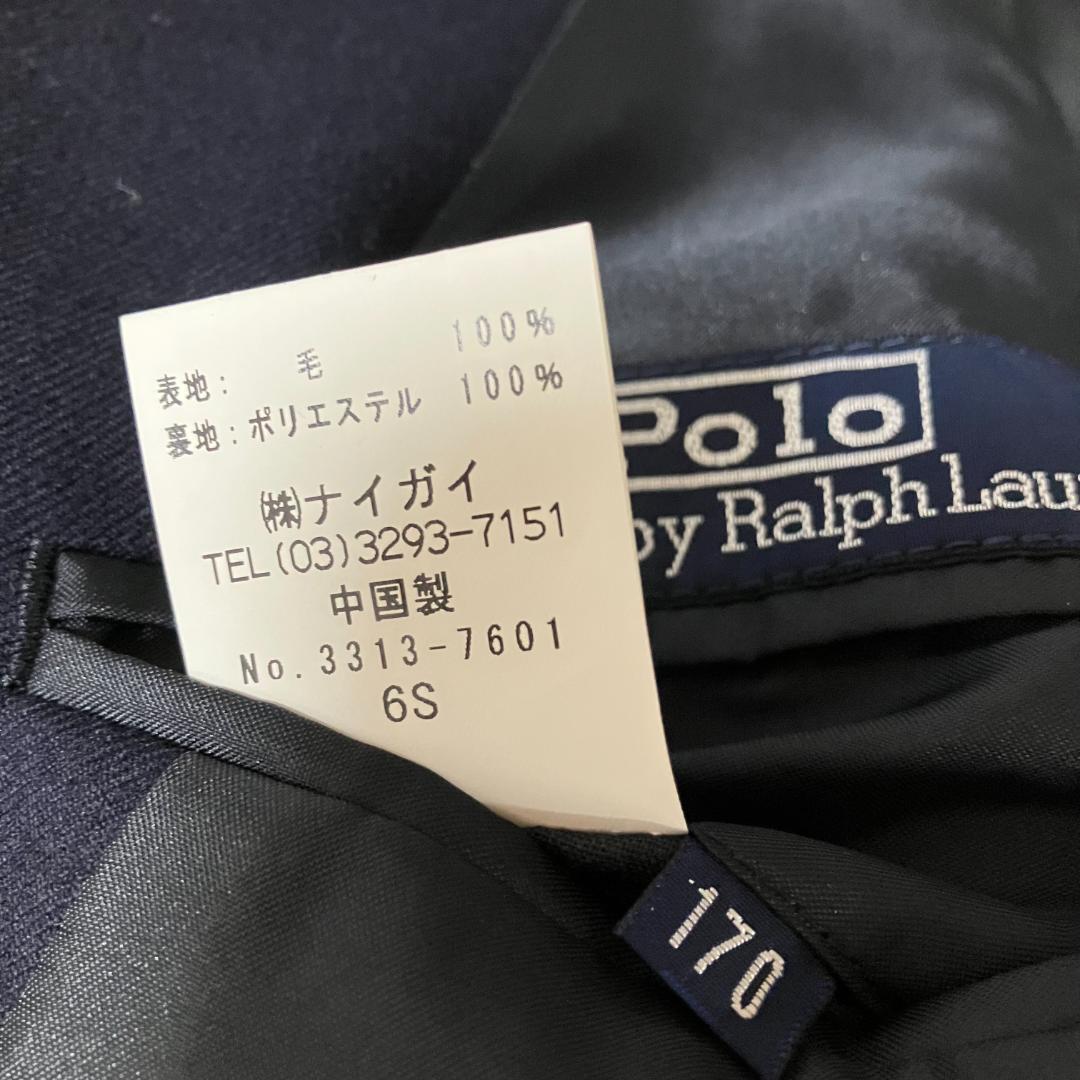 表地： 毛 100%
裏地：ポリエステル 100%
㈱ナイガイ
TEL(03)3293-7151
中国製
No.3313-7601
6S
Polo
by Ralph Lau
170